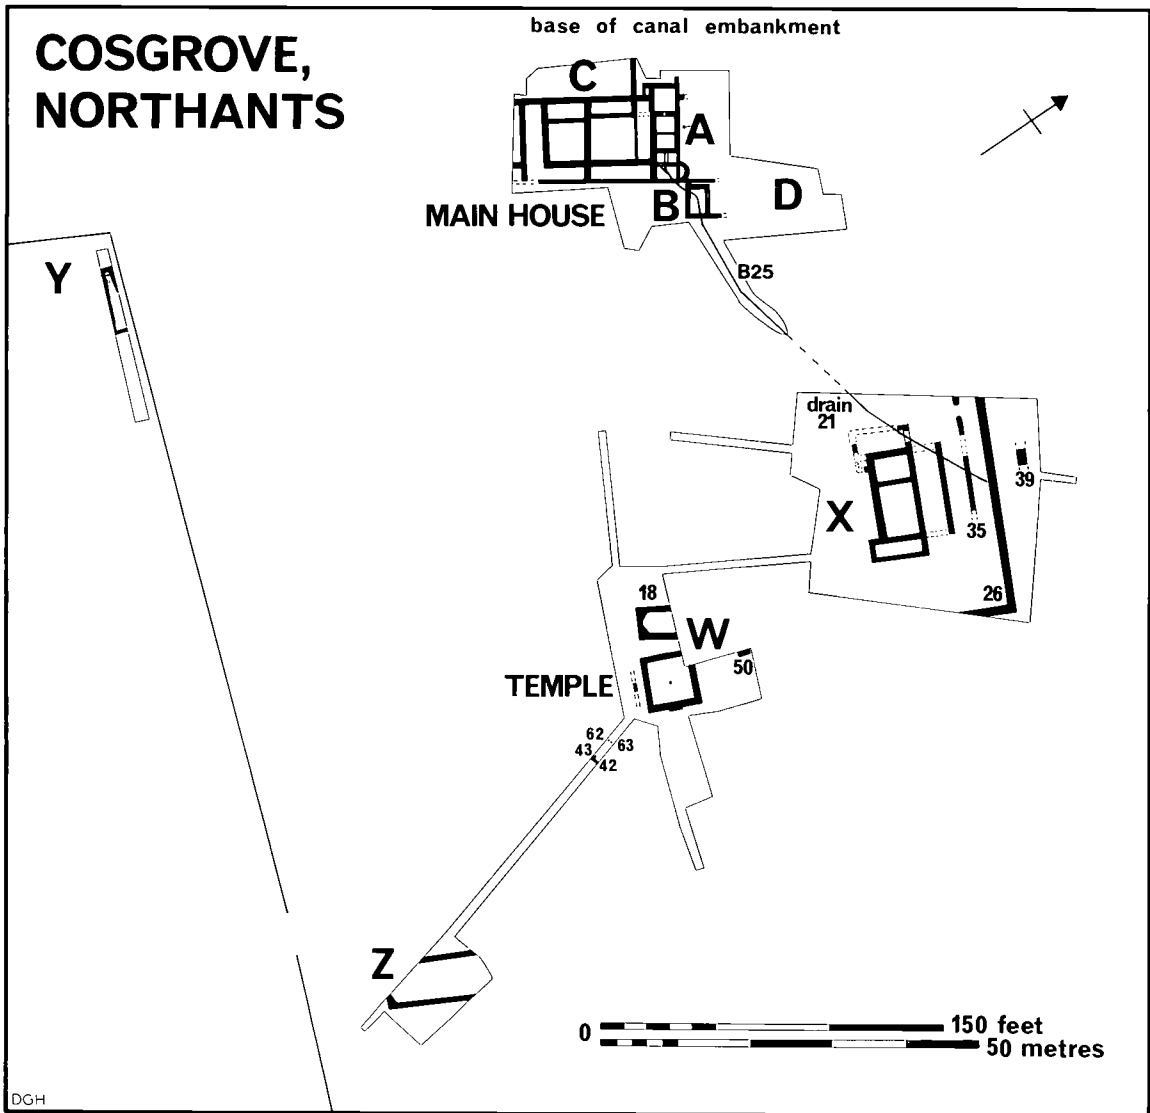 base of canal embankment
COSGROVE,
NORTHANTS
C
A
D
B
MAIN HOUSE
Y
B25
drain
21
39
X
35
26
18
W
50
TEMPLE
62
63
43
42
Z
0
150 feet
50 metres
DGH